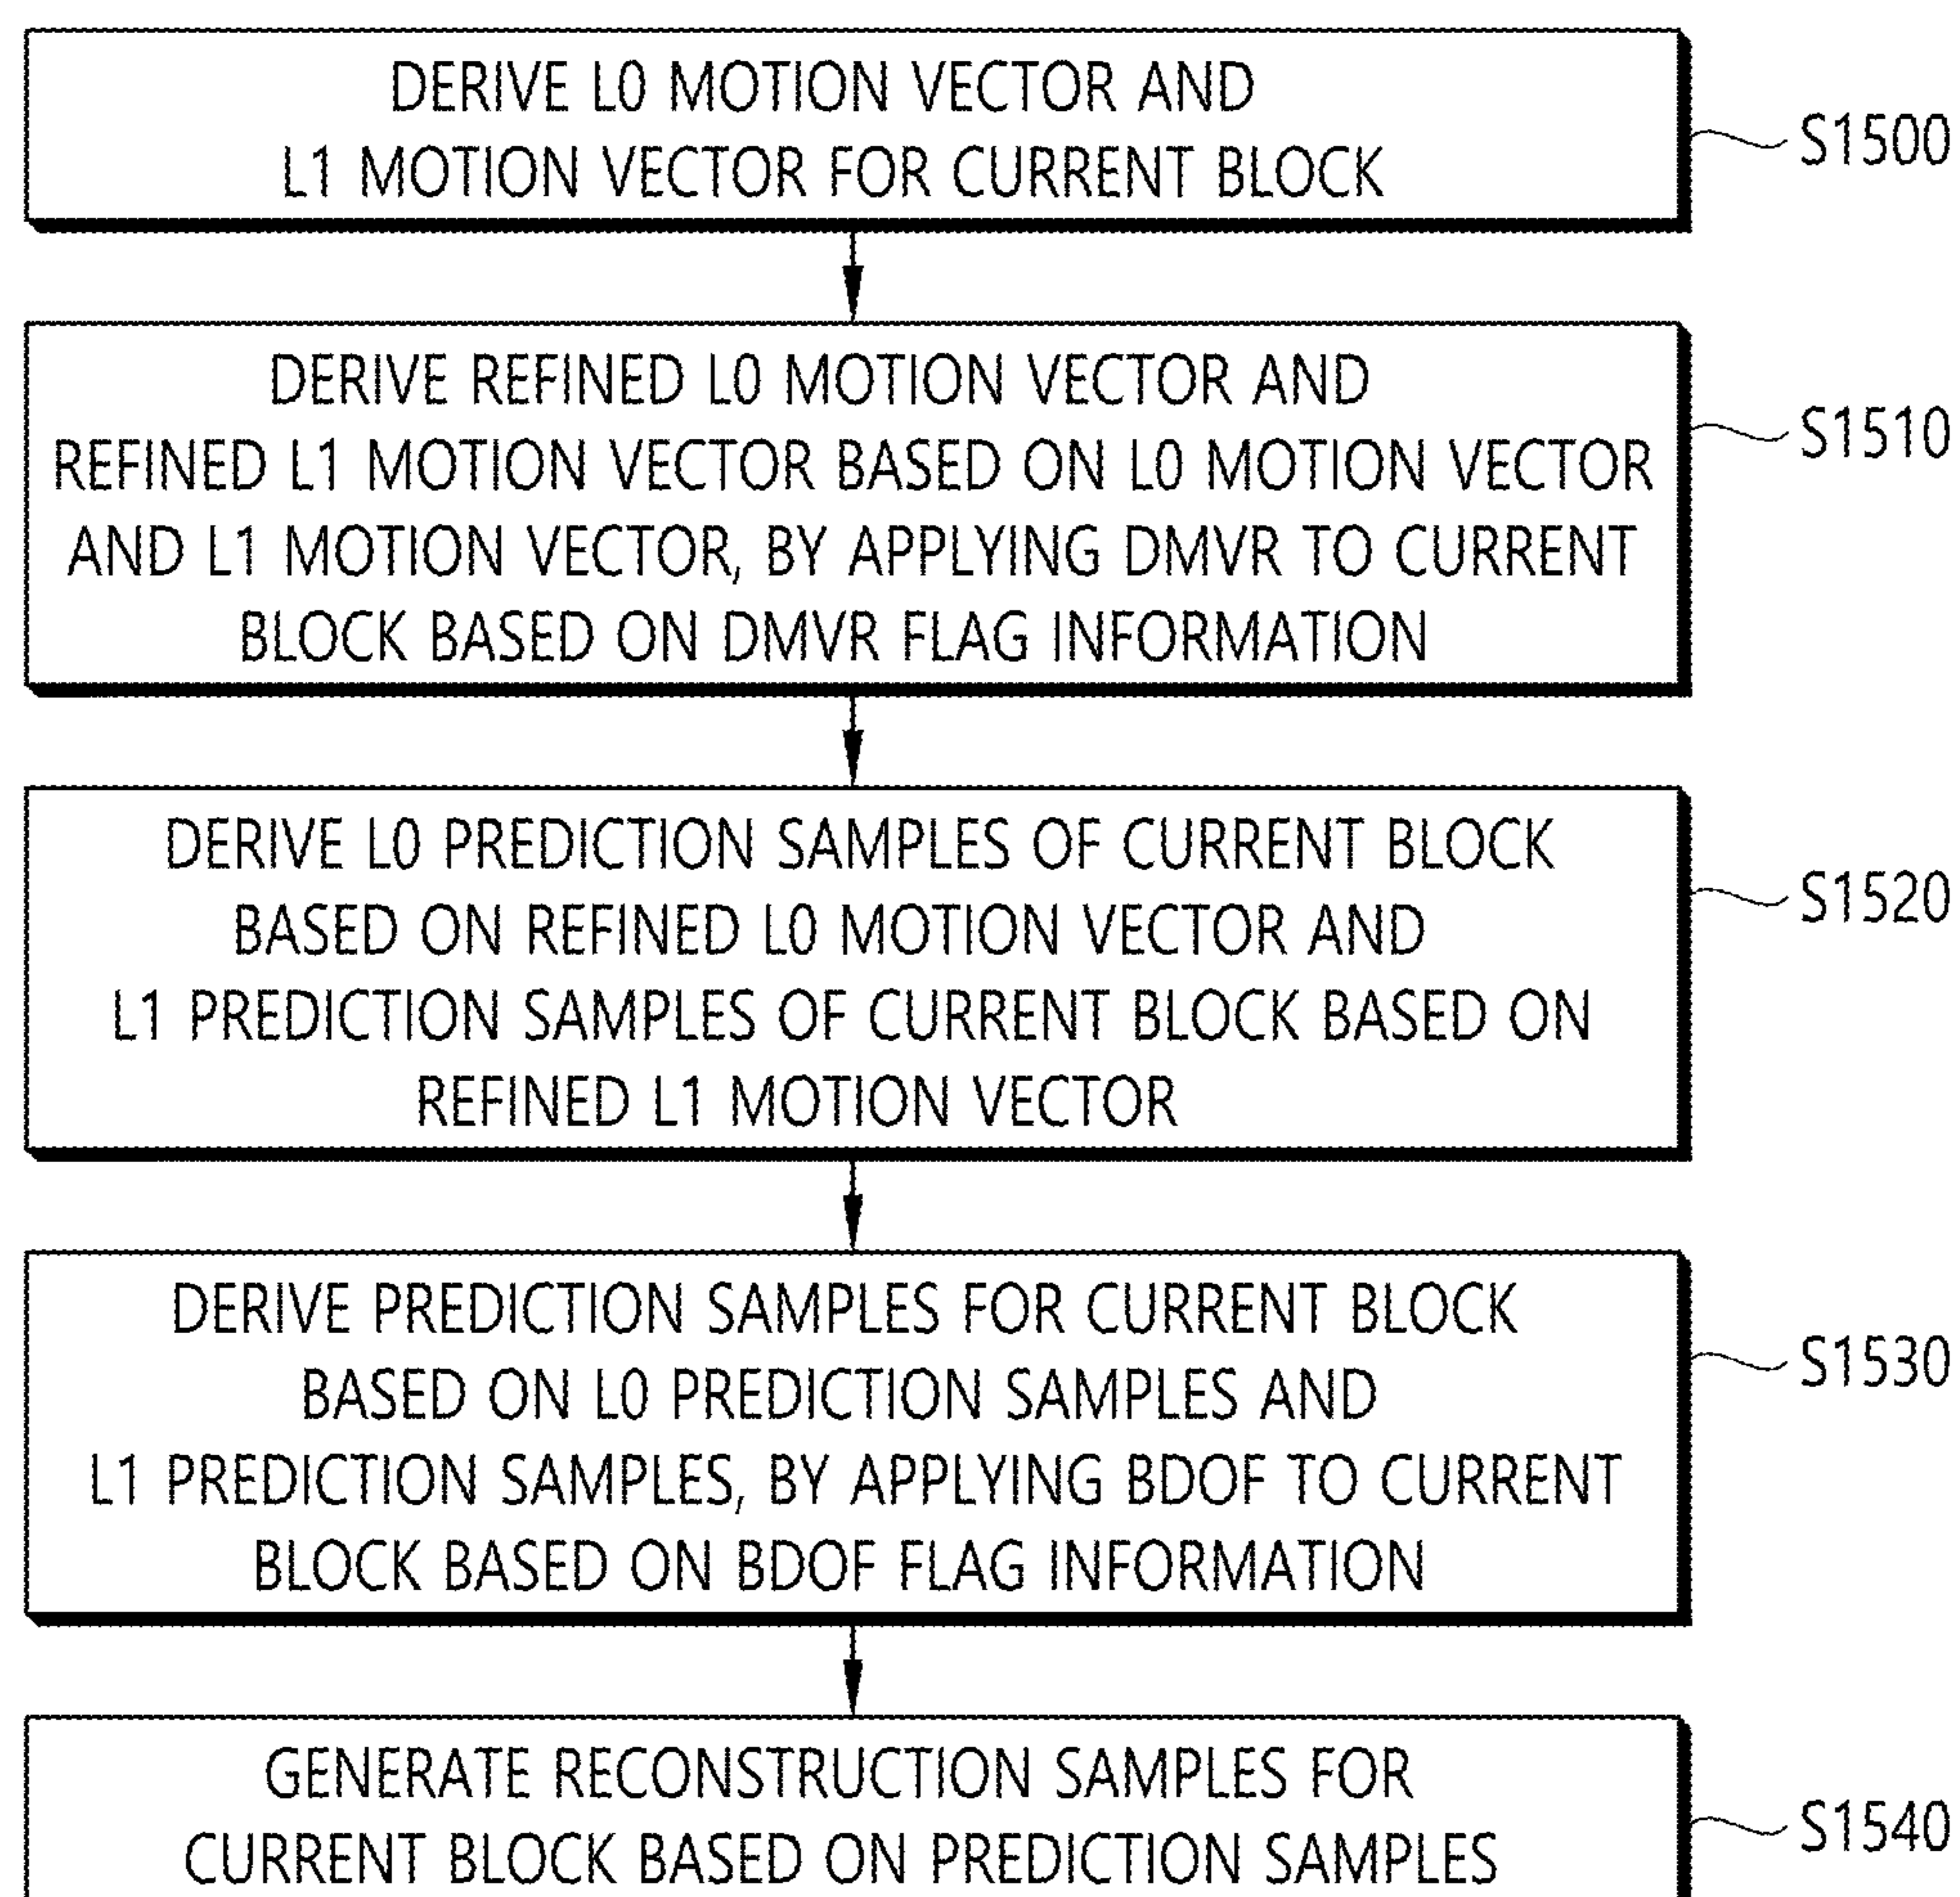 DERIVE L0 MOTION VECTOR AND
L1 MOTION VECTOR FOR CURRENT BLOCK
S1500
DERIVE REFINED L0 MOTION VECTOR AND
REFINED L1 MOTION VECTOR BASED ON L0 MOTION VECTOR
AND L1 MOTION VECTOR, BY APPLYING DMVR TO CURRENT
BLOCK BASED ON DMVR FLAG INFORMATION
S1510
DERIVE L0 PREDICTION SAMPLES OF CURRENT BLOCK
BASED ON REFINED L0 MOTION VECTOR AND
L1 PREDICTION SAMPLES OF CURRENT BLOCK BASED ON
REFINED L1 MOTION VECTOR
S1520
DERIVE PREDICTION SAMPLES FOR CURRENT BLOCK
BASED ON L0 PREDICTION SAMPLES AND
L1 PREDICTION SAMPLES, BY APPLYING BDOF TO CURRENT
BLOCK BASED ON BDOF FLAG INFORMATION
S1530
GENERATE RECONSTRUCTION SAMPLES FOR
CURRENT BLOCK BASED ON PREDICTION SAMPLES
S1540